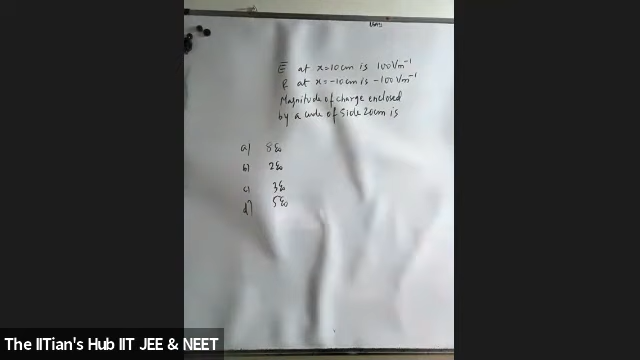 E̅ at x=10cm is 100Vm⁻¹
& at x=-10cm is -100Vm⁻¹
Magnitude of charge enclosed
by a cube of side 20cm is
a) 8ε₀
b) 2ε₀
c) 3ε₀
d) 5ε₀
The IITian's Hub IIT JEE & NEET